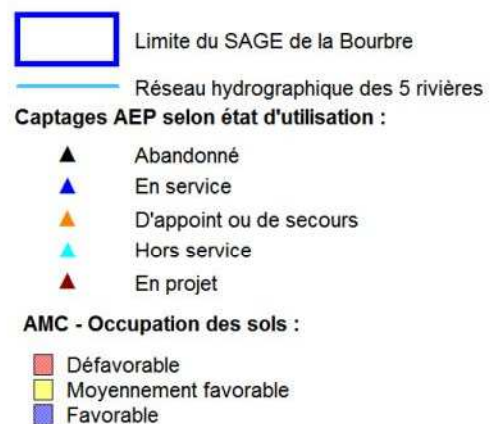 Limite du SAGE de la Bourbre
Réseau hydrographique des 5 rivières
Captages AEP selon état d'utilisation :
Abandonné
En service
D'appoint ou de secours
Hors service
En projet
AMC - Occupation des sols :
Défavorable
Moyennement favorable
Favorable